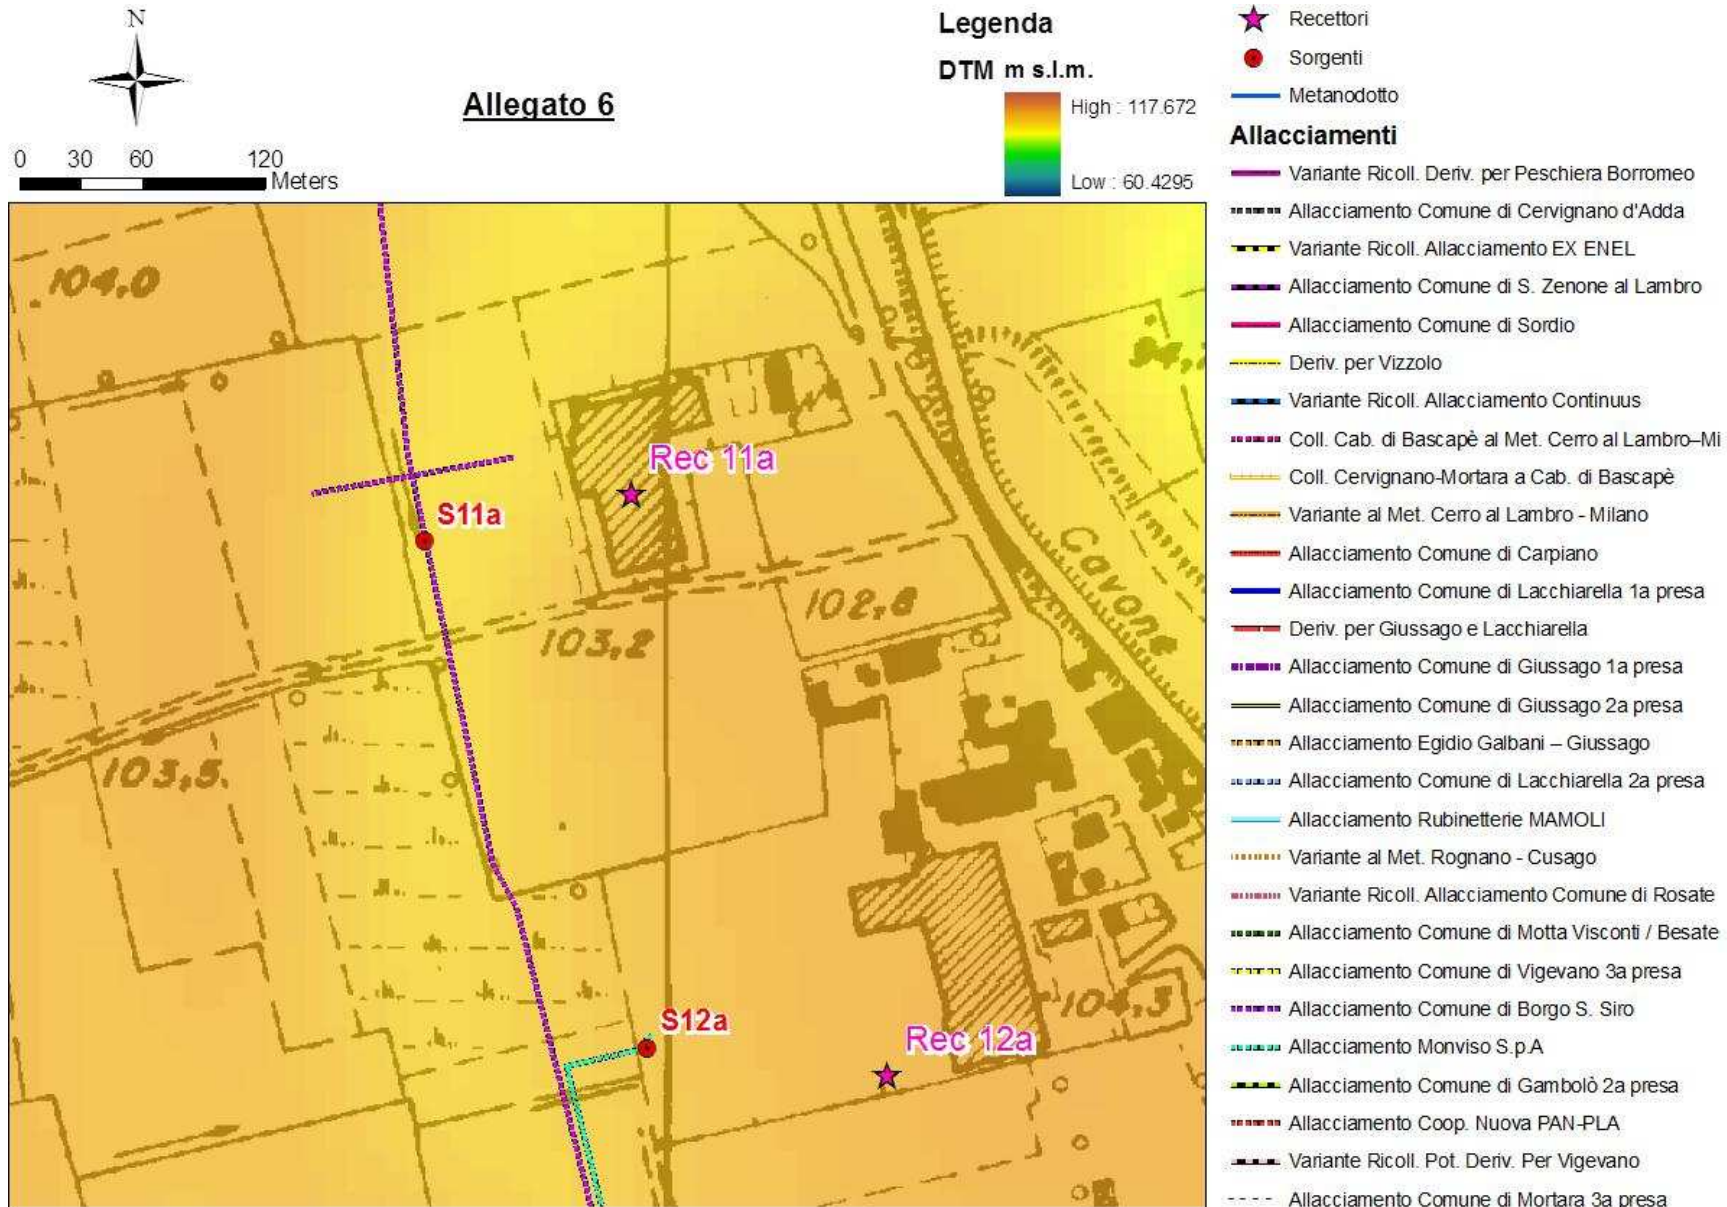 N
Allegato 6
0 30 60 120
Meters
Legenda
DTM m s.l.m.
High : 117.672
Low : 60.4295
Recettori
Sorgenti
Metanodotto
Allacciamenti
Variante Ricoll. Deriv. per Peschiera Borromeo
Allacciamento Comune di Cervignano d'Adda
Variante Ricoll. Allacciamento EX ENEL
Allacciamento Comune di S. Zenone al Lambro
Allacciamento Comune di Sordio
Deriv. per Vizzolo
Variante Ricoll. Allacciamento Continuus
Coll. Cab. di Bascapè al Met. Cerro al Lambro–Mi
Coll. Cervignano-Mortara a Cab. di Bascapè
Variante al Met. Cerro al Lambro - Milano
Allacciamento Comune di Carpiano
Allacciamento Comune di Lacchiarella 1a presa
Deriv. per Giussago e Lacchiarella
Allacciamento Comune di Giussago 1a presa
Allacciamento Comune di Giussago 2a presa
Allacciamento Egidio Galbani – Giussago
Allacciamento Comune di Lacchiarella 2a presa
Allacciamento Rubinetterie MAMOLI
Variante al Met. Rognano - Cusago
Variante Ricoll. Allacciamento Comune di Rosate
Allacciamento Comune di Motta Visconti / Besate
Allacciamento Comune di Vigevano 3a presa
Allacciamento Comune di Borgo S. Siro
Allacciamento Monviso S.p.A
Allacciamento Comune di Gambolò 2a presa
Allacciamento Coop. Nuova PAN-PLA
Variante Ricoll. Pot. Deriv. Per Vigevano
Allacciamento Comune di Mortara 3a presa
104,0
Rec 11a
S11a
Cavone
102,8
103,2
103,5
S12a
104,3
Rec 12a